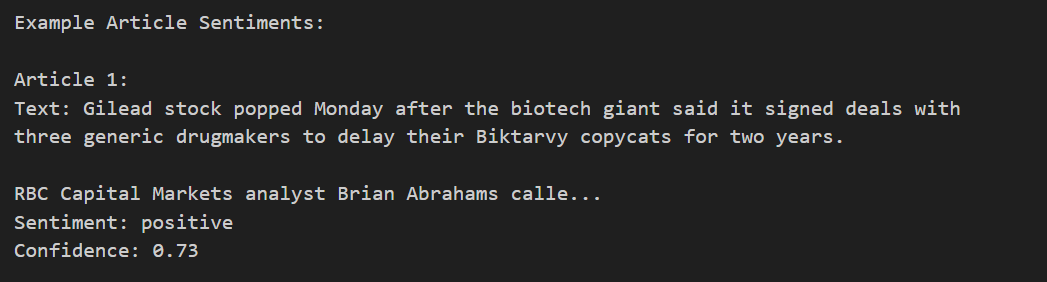 Example Article Sentiments:
Article 1:
Text: Gilead stock popped Monday after the biotech giant said it signed deals with
three generic drugmakers to delay their Biktarvy copycats for two years.
RBC Capital Markets analyst Brian Abrahams calle...
Sentiment: positive
Confidence: 0.73